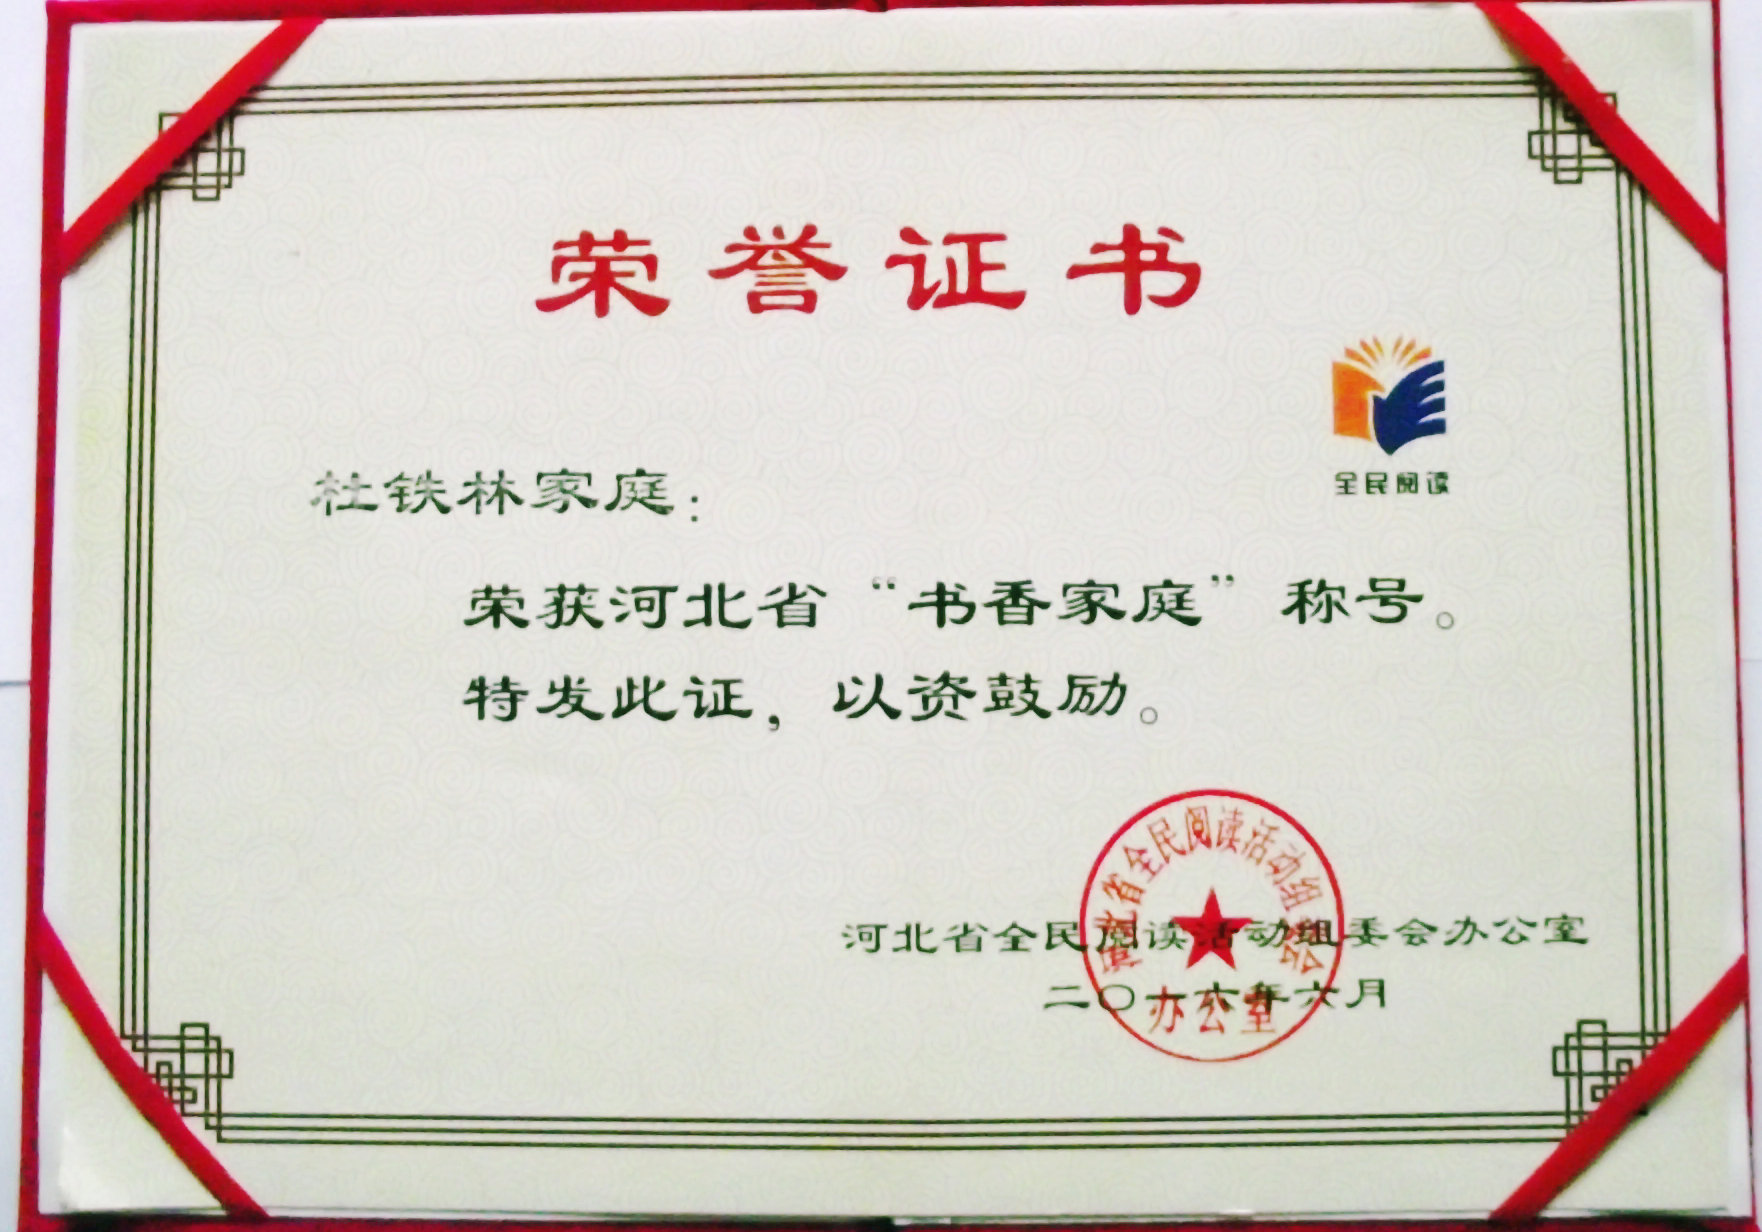 荣誉证书
全民阅读
杜铁林家庭：
荣获河北省“书香家庭”称号。
特发此证，以资鼓励。
河北省全民阅读活动组委会办公室
二〇一六年六月
河北省全民阅读活动组委会
办公室